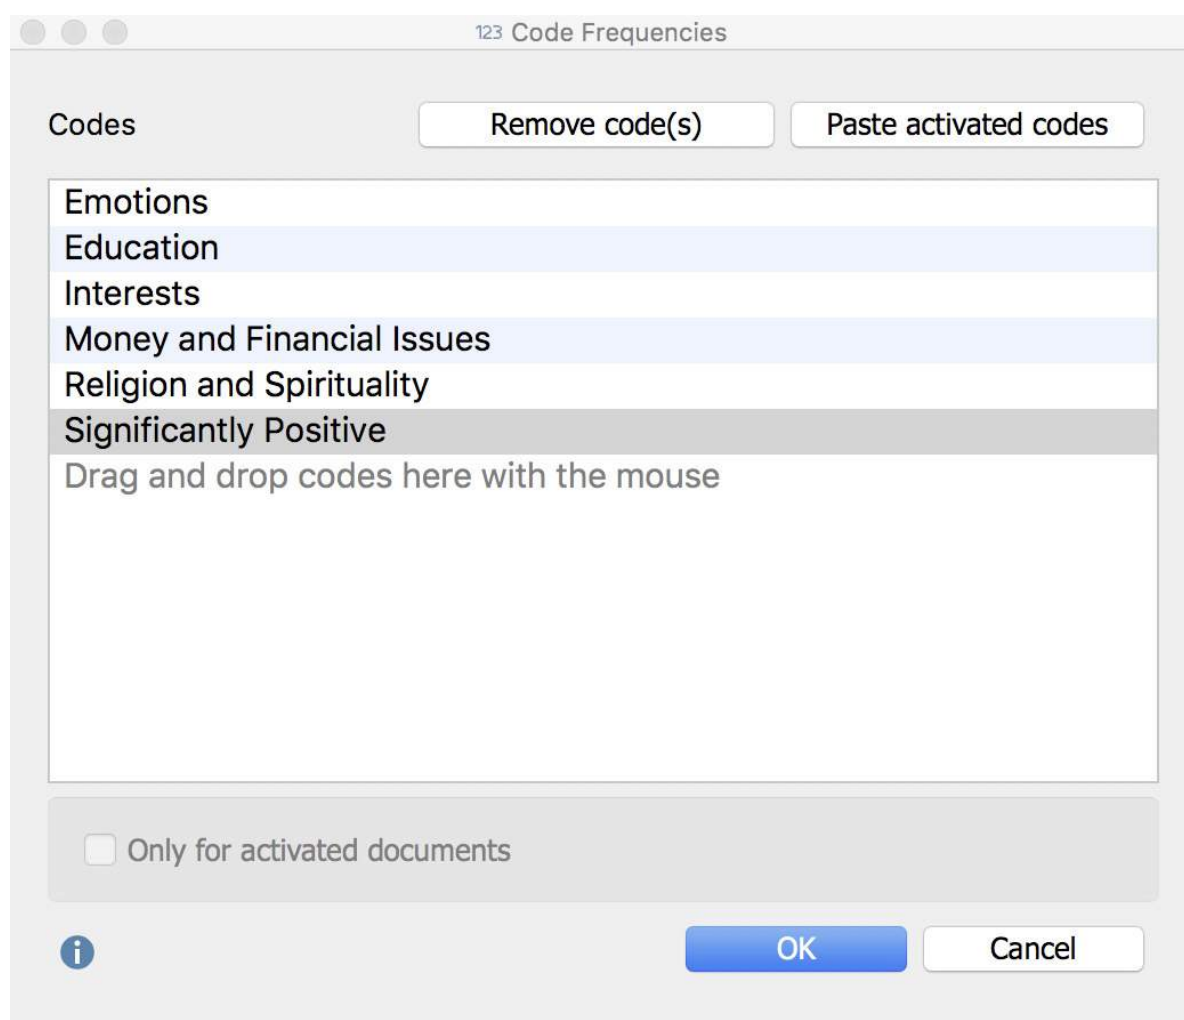 123 Code Frequencies
Codes Remove code(s) Paste activated codes
Emotions
Education
Interests
Money and Financial Issues
Religion and Spirituality
Significantly Positive
Drag and drop codes here with the mouse
Only for activated documents
i OK Cancel